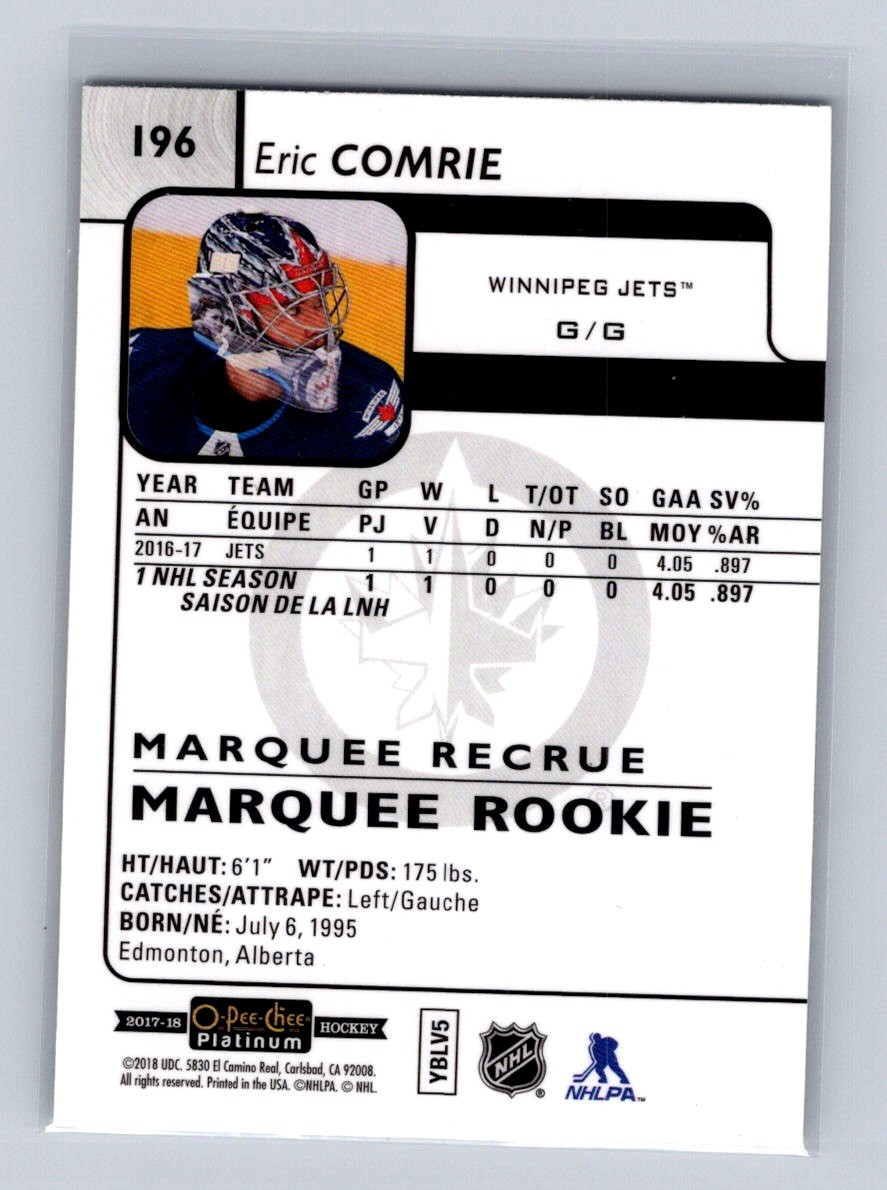 196
Eric COMRIE
WINNIPEG JETS™
G/G
YEAR TEAM GP W L T/OT SO GAA SV%
AN ÉQUIPE PJ V D N/P BL MOY %AR
2016-17 JETS 1 1 0 0 0 4.05 .897
1 NHL SEASON 1 1 0 0 0 4.05 .897
SAISON DE LA LNH
MARQUEE RECRUE
MARQUEE ROOKIE
HT/HAUT: 6'1" WT/PDS: 175 lbs.
CATCHES/ATTRAPE: Left/Gauche
BORN/NÉ: July 6, 1995
Edmonton, Alberta
2017-18 O-Pee-Chee® Platinum HOCKEY
©2018 UDC. 5830 El Camino Real, Carlsbad, CA 92008.
All rights reserved. Printed in the USA. ©NHLPA. © NHL.
YBLV5
NHL®
NHLPA™